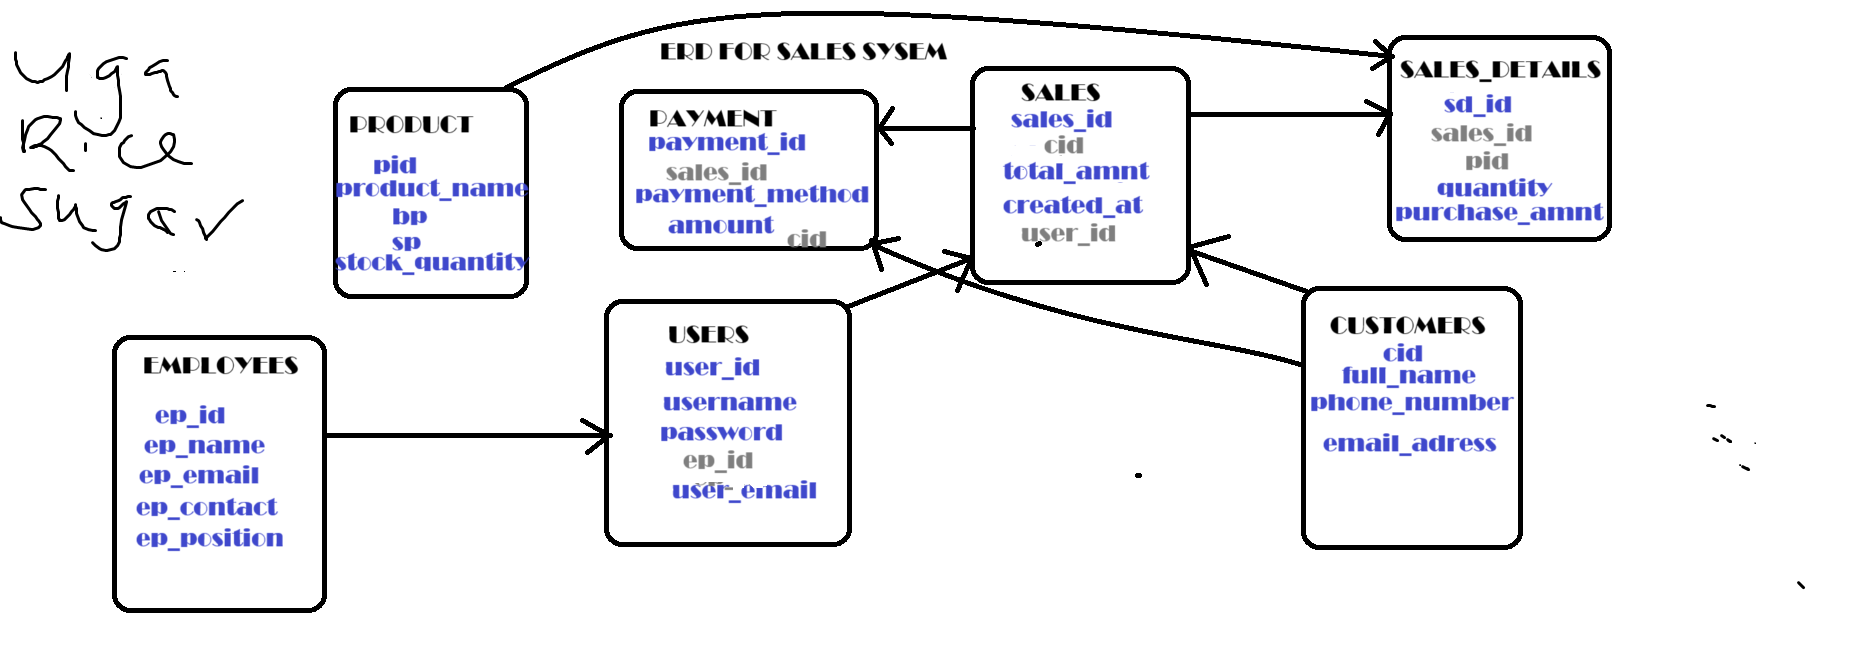 Uga
Rice
Sugar
ERD FOR SALES SYSEM
PRODUCT
pid
product_name
bp
sp
stock_quantity
PAYMENT
payment_id
sales_id
payment_method
amount
cid
SALES
sales_id
cid
total_amnt
created_at
user_id
SALES_DETAILS
sd_id
sales_id
pid
quantity
purchase_amnt
EMPLOYEES
ep_id
ep_name
ep_email
ep_contact
ep_position
USERS
user_id
username
password
ep_id
user_email
CUSTOMERS
cid
full_name
phone_number
email_adress